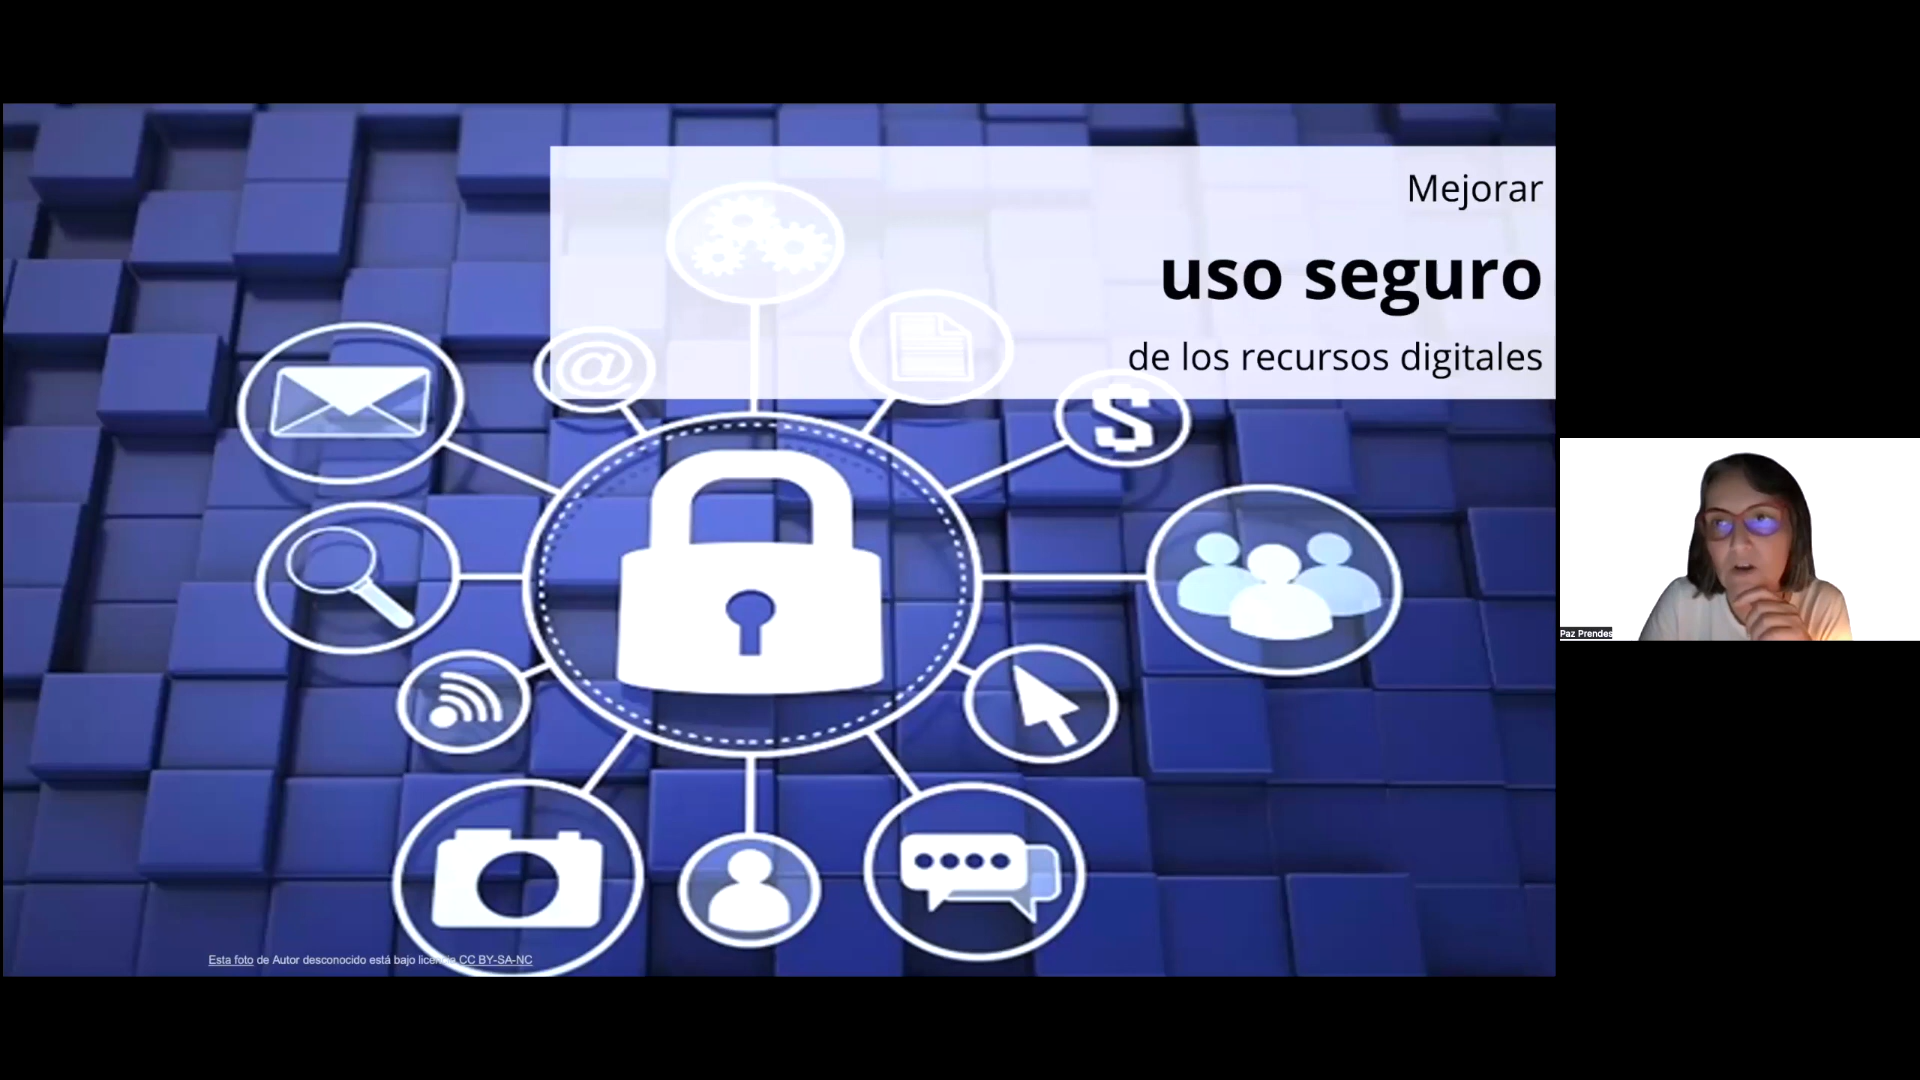 Mejorar
uso seguro
de los recursos digitales
@
$
Paz Prendes
Esta foto de Autor desconocido está bajo licencia CC BY-SA-NC